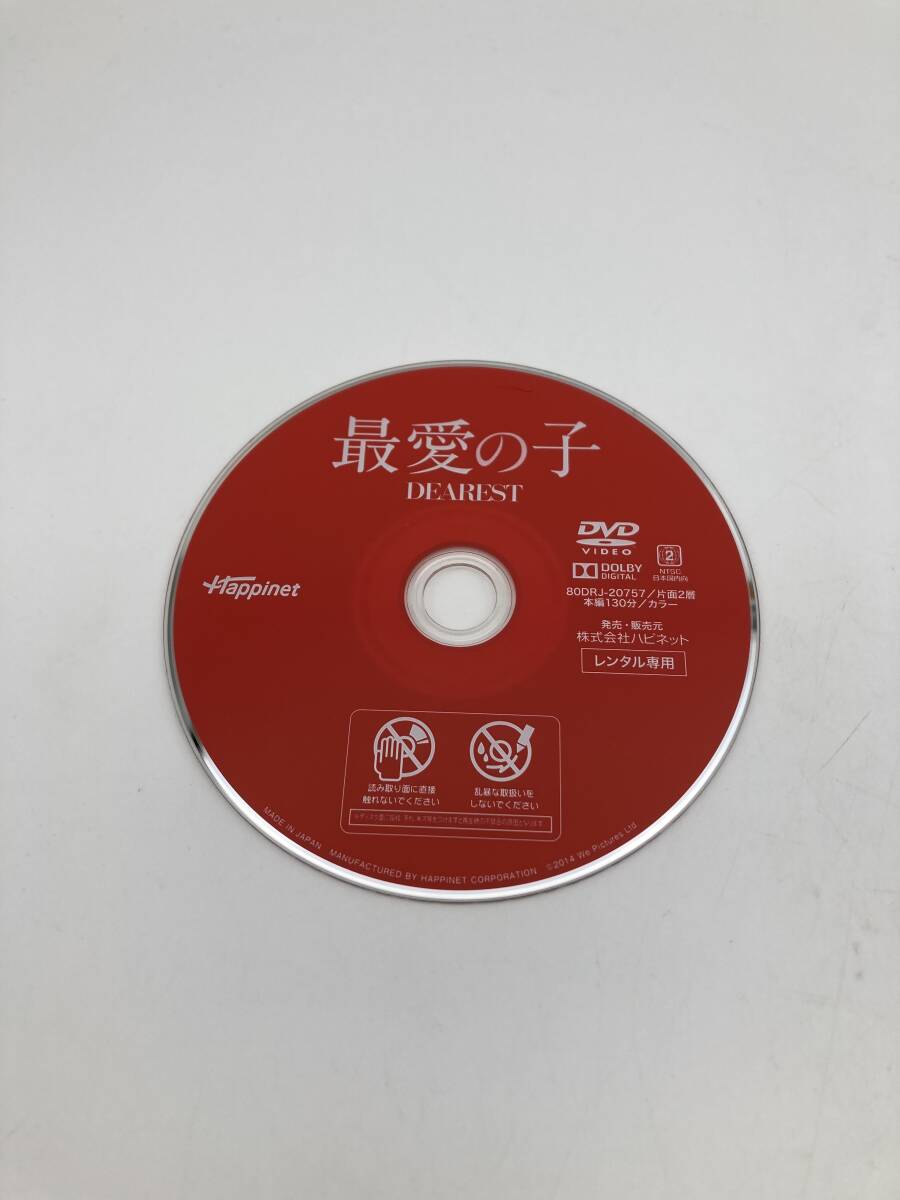 最愛の子
DEAREST
Happinet
DVD
VIDEO
DOLBY
DIGITAL
2
NTSC
日本国内向
80DRJ-20757/片面2層
本編130分/カラー
発売・販売元
株式会社ハピネット
レンタル専用
読み取り面に直接
触れないでください
乱暴な取扱いを
しないでください
MADE IN JAPAN MANUFACTURED BY HAPPINET CORPORATION ©2014 We Pictures Ltd